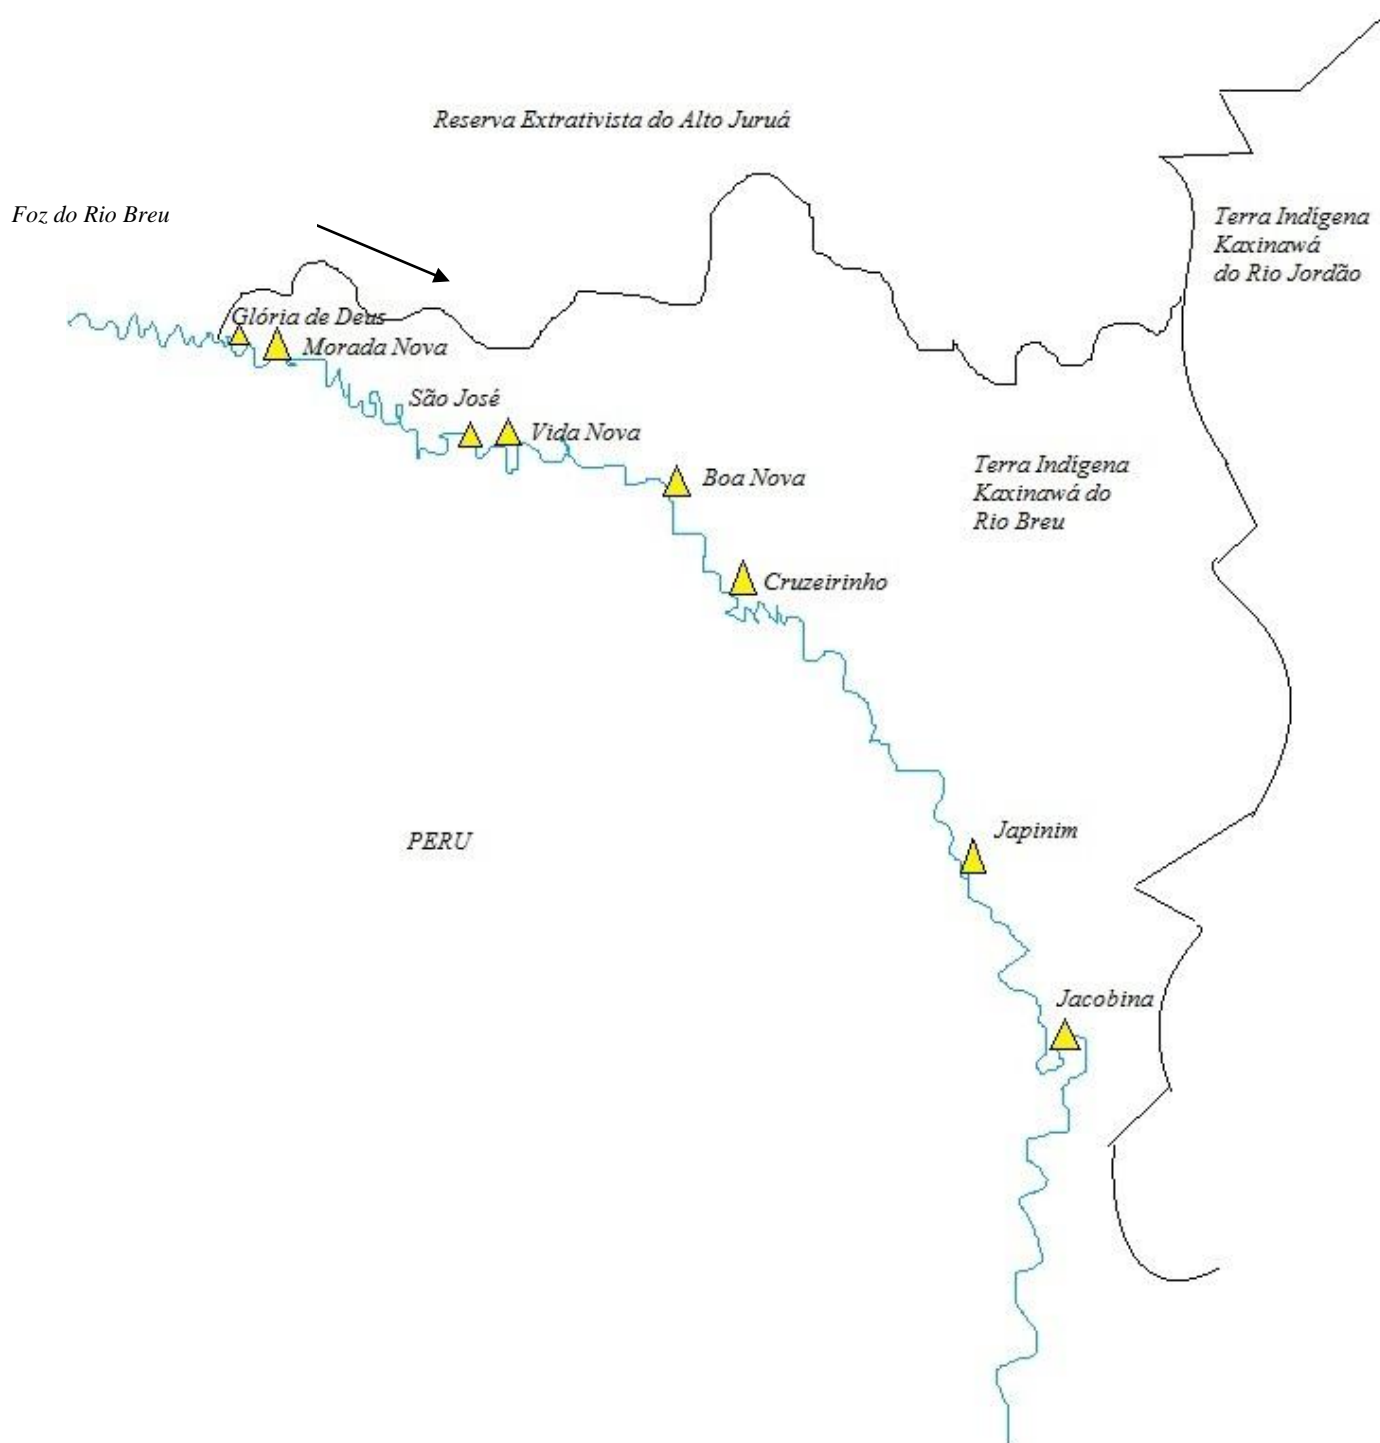 Reserva Extrativista do Alto Juruá
Foz do Rio Breu
Terra Indígena
Kaxinawá
do Rio Jordão
Glória de Deus
Morada Nova
São José
Vida Nova
Boa Nova
Terra Indígena
Kaxinawá do
Rio Breu
Cruzeirinho
PERU
Japinim
Jacobina